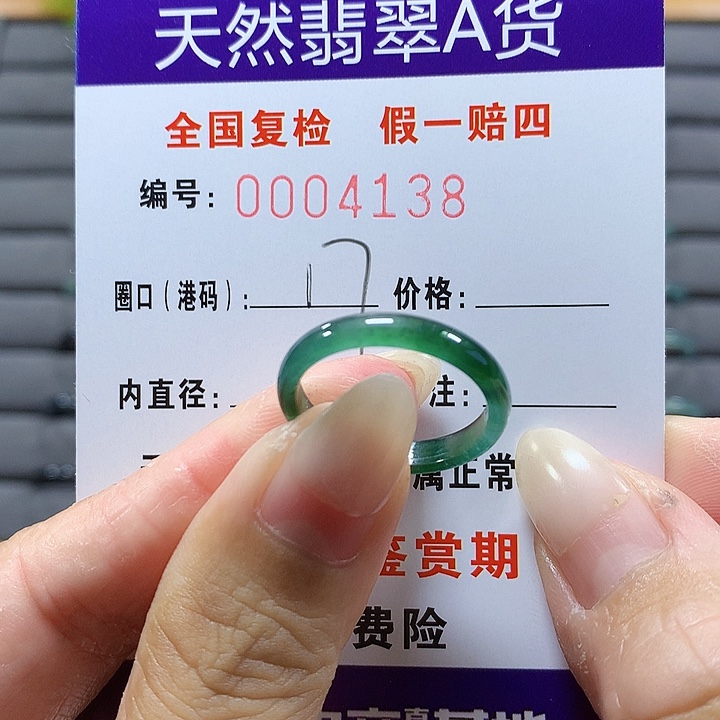 天然翡翠A货
全国复检 假一赔四
编号：0004138
圈口（港码）：17 价格：
内直径： 注：
属正常
鉴赏期
费险